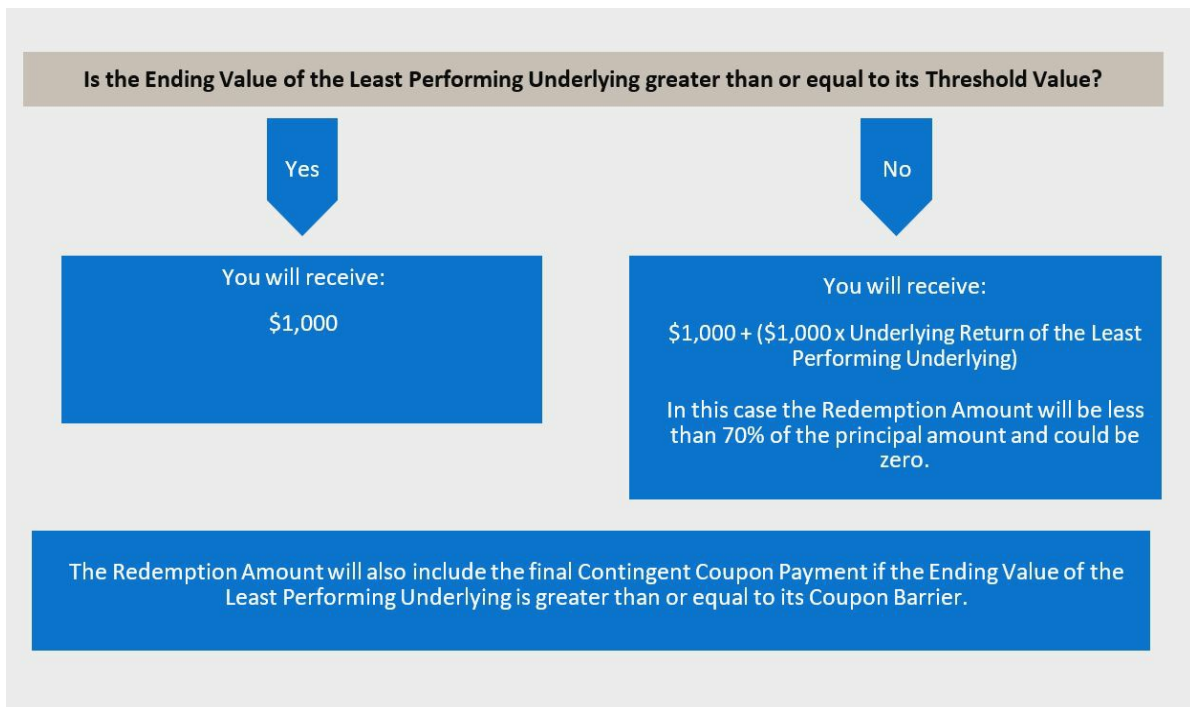 Is the Ending Value of the Least Performing Underlying greater than or equal to its Threshold Value?
Yes
No
You will receive:
$1,000
You will receive:
$1,000 + ($1,000 x Underlying Return of the Least
Performing Underlying)
In this case the Redemption Amount will be less
than 70% of the principal amount and could be
zero.
The Redemption Amount will also include the final Contingent Coupon Payment if the Ending Value of the
Least Performing Underlying is greater than or equal to its Coupon Barrier.